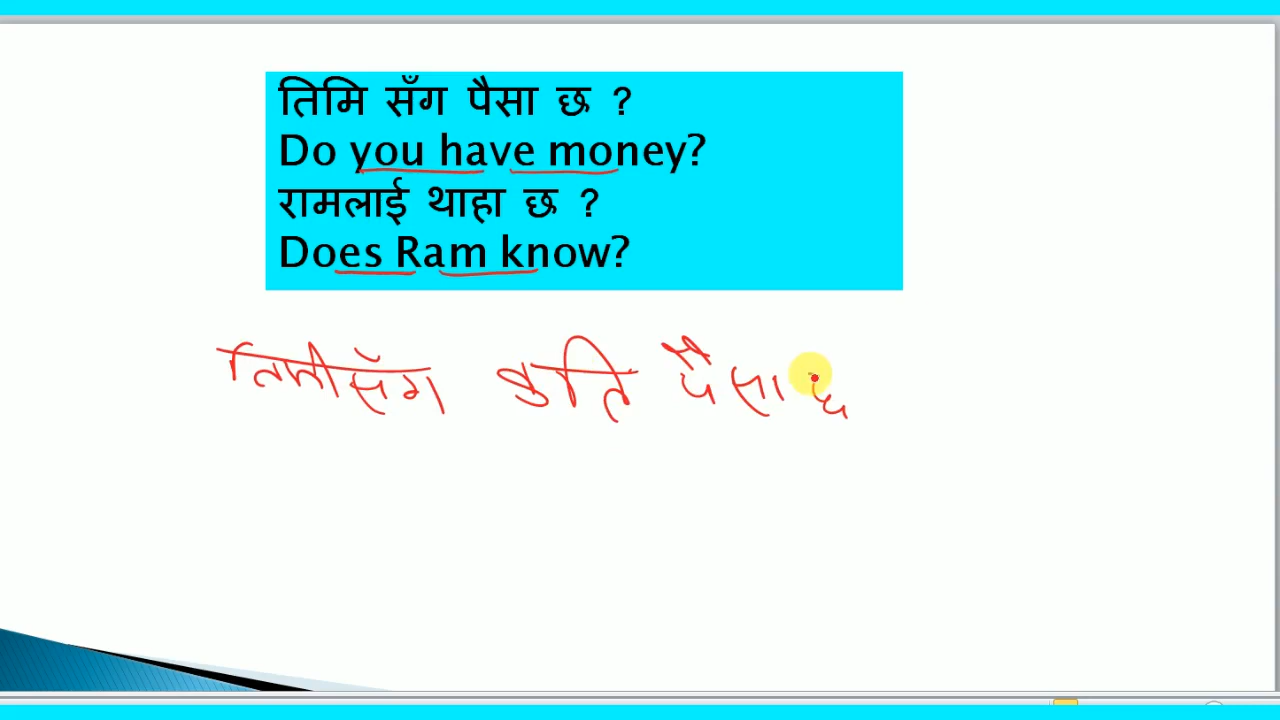 तिमि सँग पैसा छ ?
Do you have money?
रामलाई थाहा छ ?
Does Ram know?
तिमीसँग कति पैसा